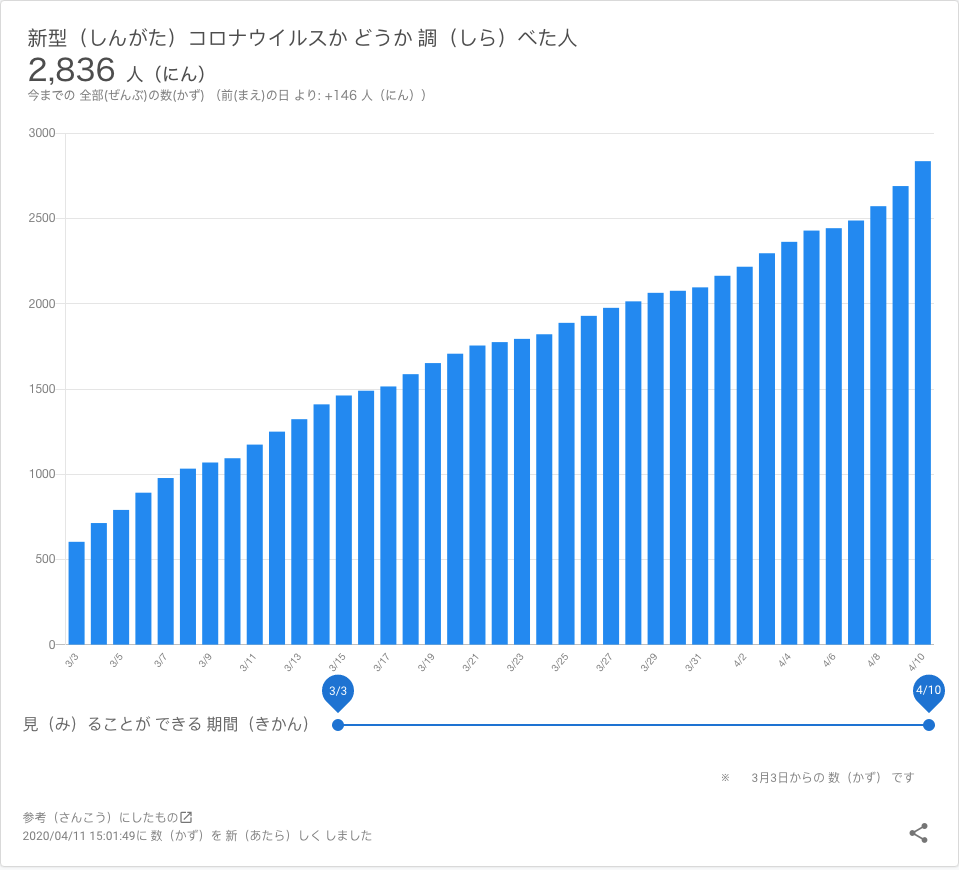 新型（しんがた）コロナウイルスか どうか 調（しら）べた人
2,836 人（にん）
今までの 全部(ぜんぶ)の数(かず) （前(まえ)の日 より: +146 人（にん））
3000
2500
2000
1500
1000
500
0
3/3 3/5 3/7 3/9 3/11 3/13 3/15 3/17 3/19 3/21 3/23 3/25 3/27 3/29 3/31 4/2 4/4 4/6 4/8 4/10
3/3 4/10
見（み）ることが できる 期間（きかん）
※ 3月3日からの 数（かず） です
参考（さんこう）にしたもの
2020/04/11 15:01:49に 数（かず）を 新（あたら）しく しました